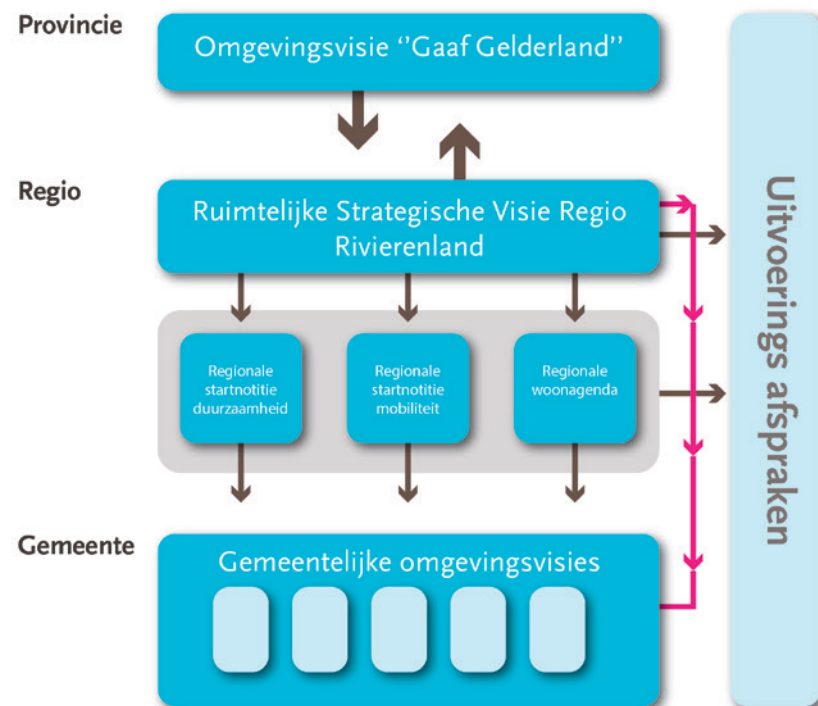 Provincie
Omgevingsvisie ‘‘Gaaf Gelderland’’
Regio
Ruimtelijke Strategische Visie Regio
Rivierenland
Regionale
startnotitie
duurzaamheid
Regionale
startnotitie
mobiliteit
Regionale
woonagenda
Gemeente
Gemeentelijke omgevingsvisies
Uitvoerings afspraken